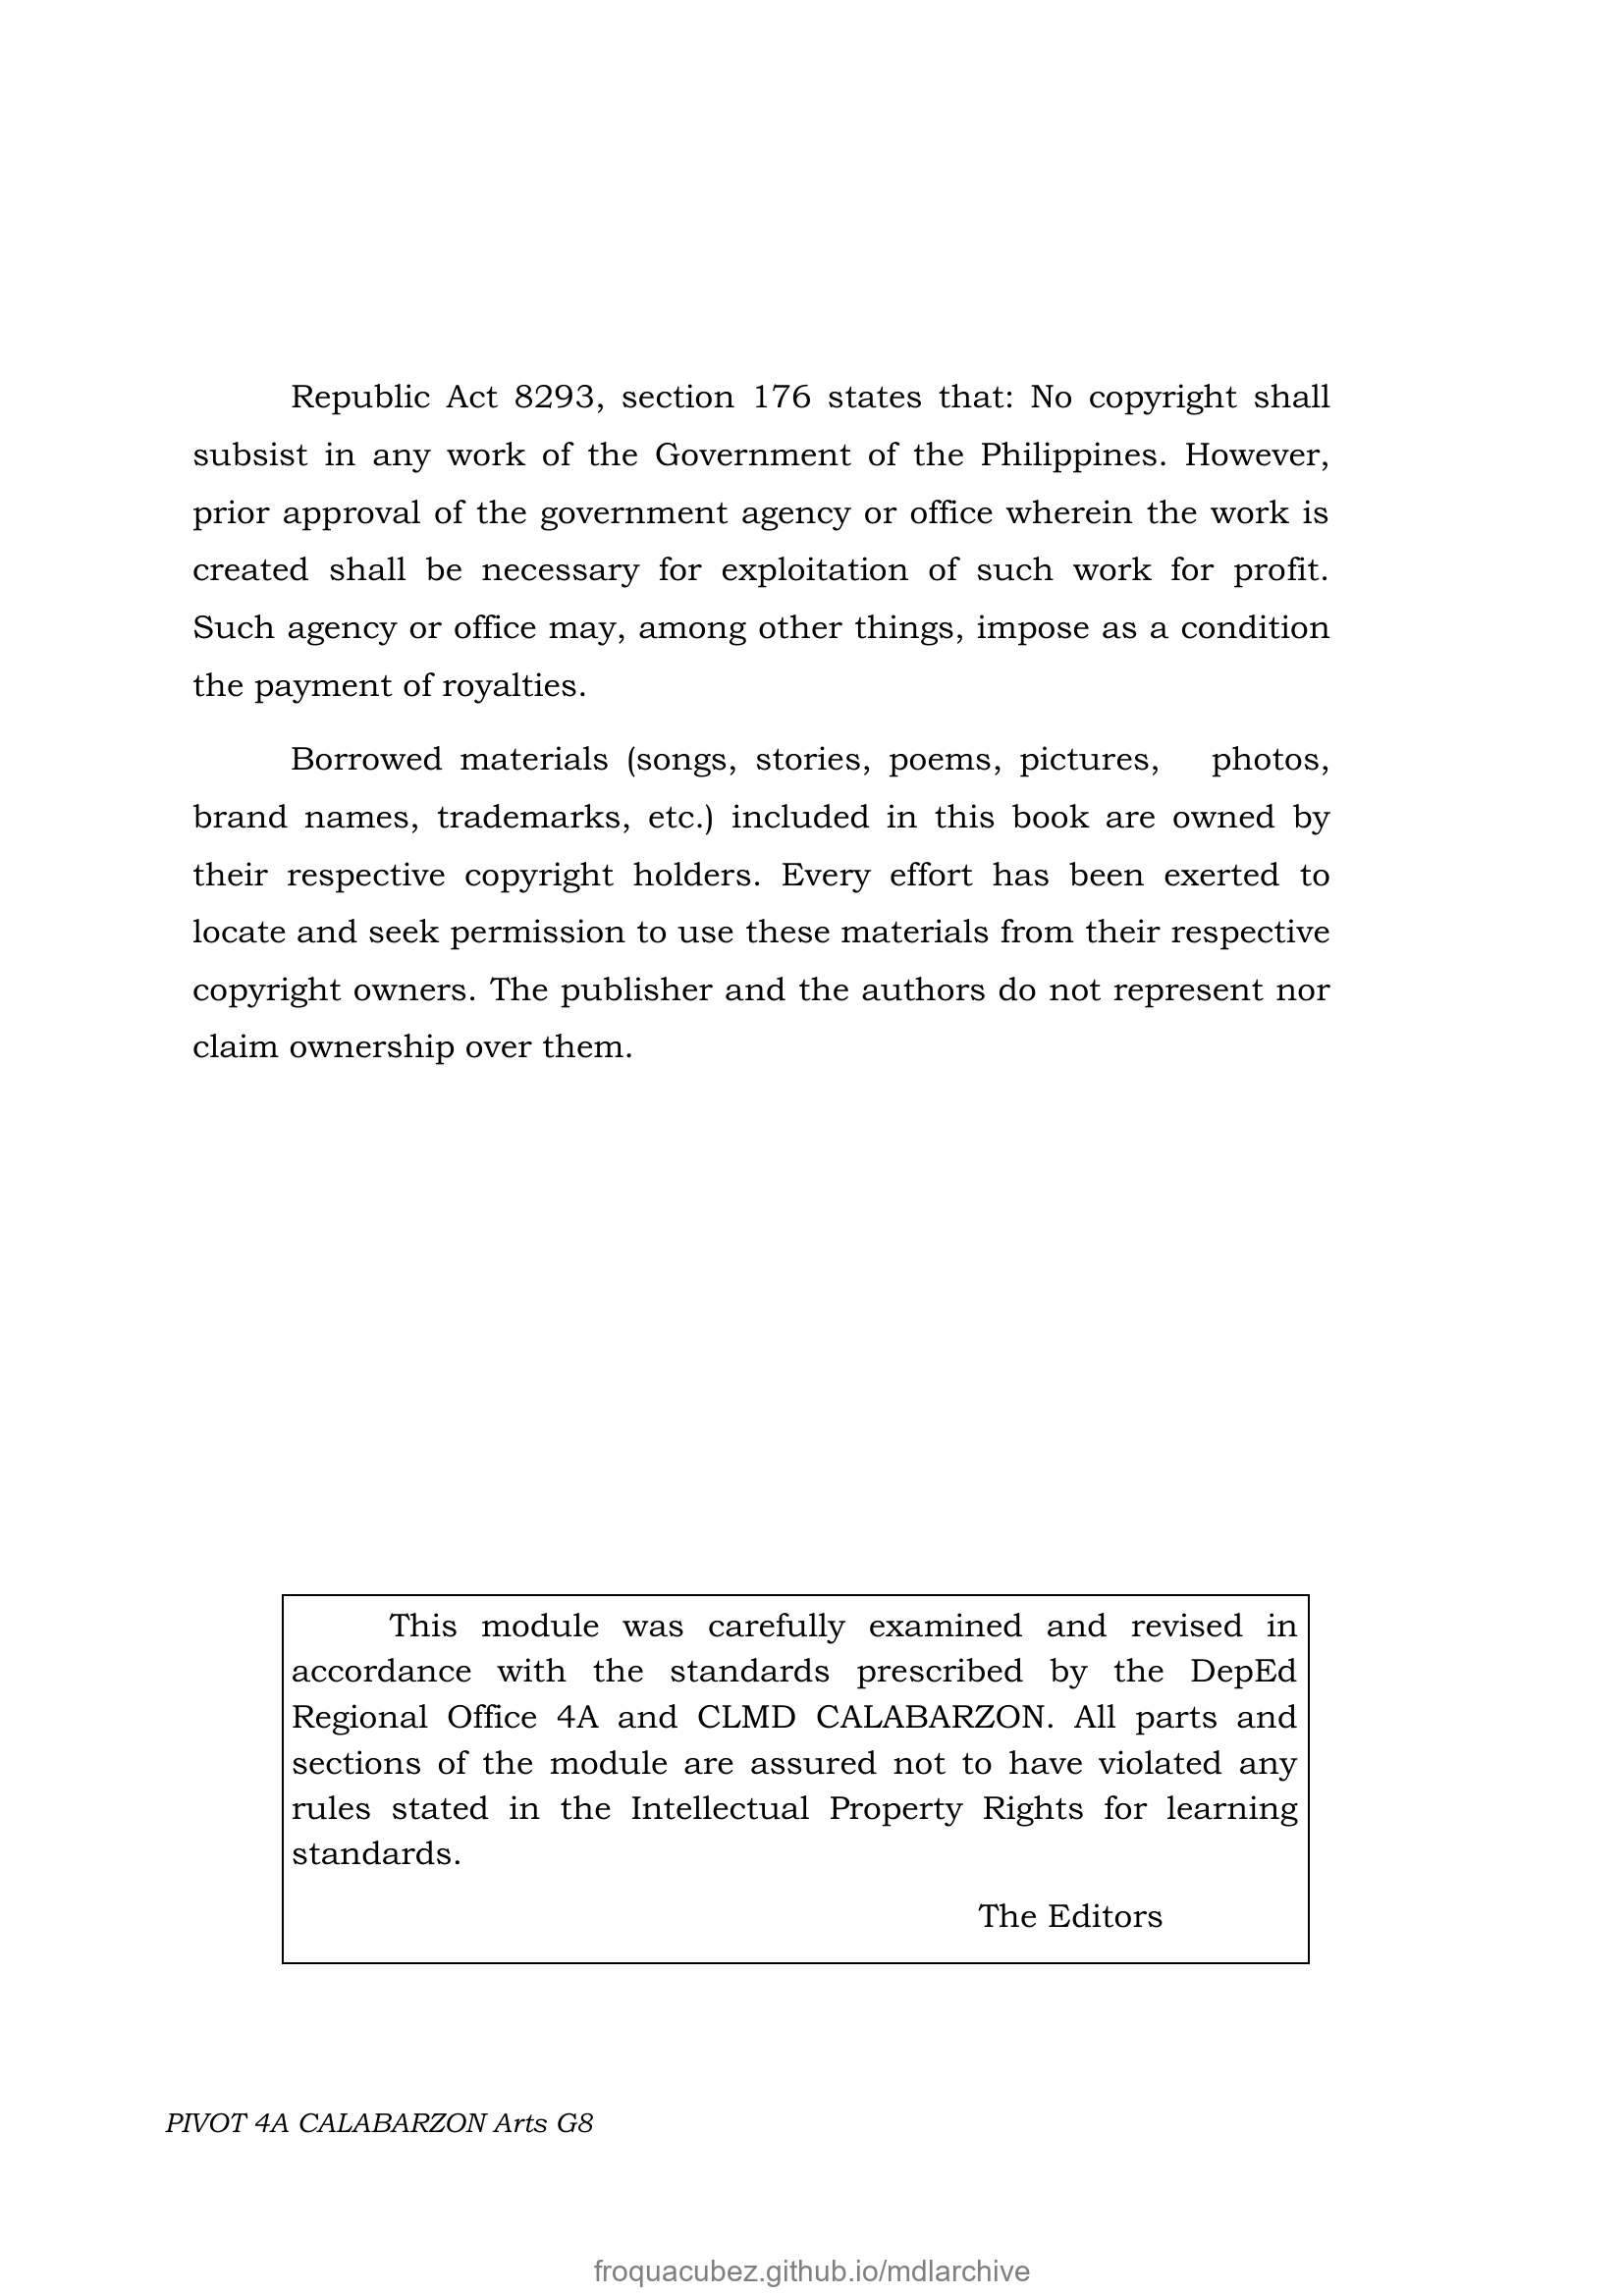 Republic Act 8293, section 176 states that: No copyright shall
subsist in any work of the Government of the Philippines. However,
prior approval of the government agency or office wherein the work is
created shall be necessary for exploitation of such work for profit.
Such agency or office may, among other things, impose as a condition
the payment of royalties.
Borrowed materials (songs, stories, poems, pictures, photos,
brand names, trademarks, etc.) included in this book are owned by
their respective copyright holders. Every effort has been exerted to
locate and seek permission to use these materials from their respective
copyright owners. The publisher and the authors do not represent nor
claim ownership over them.
This module was carefully examined and revised in
accordance with the standards prescribed by the DepEd
Regional Office 4A and CLMD CALABARZON. All parts and
sections of the module are assured not to have violated any
rules stated in the Intellectual Property Rights for learning
standards.
The Editors
PIVOT 4A CALABARZON Arts G8
froquacubez.github.io/mdlarchive